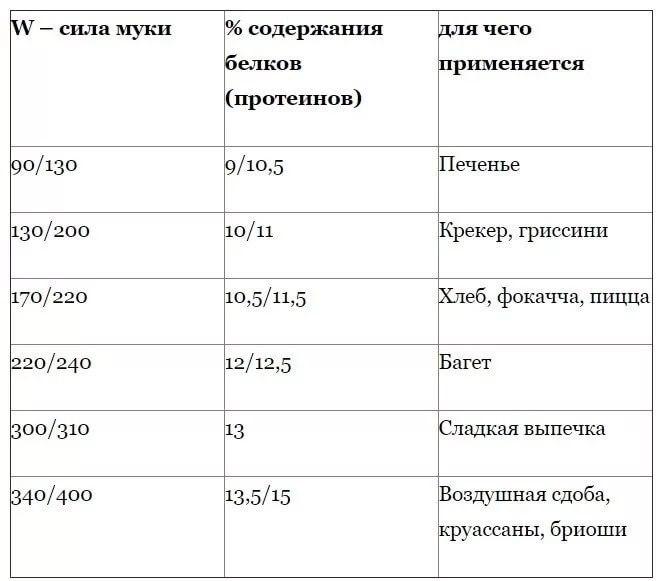 W – сила муки
% содержания
белков
(протеинов)
для чего
применяется
90/130
9/10,5
Печенье
130/200
10/11
Крекер, гриссини
170/220
10,5/11,5
Хлеб, фокачча, пицца
220/240
12/12,5
Багет
300/310
13
Сладкая выпечка
340/400
13,5/15
Воздушная сдоба,
круассаны, бриоши